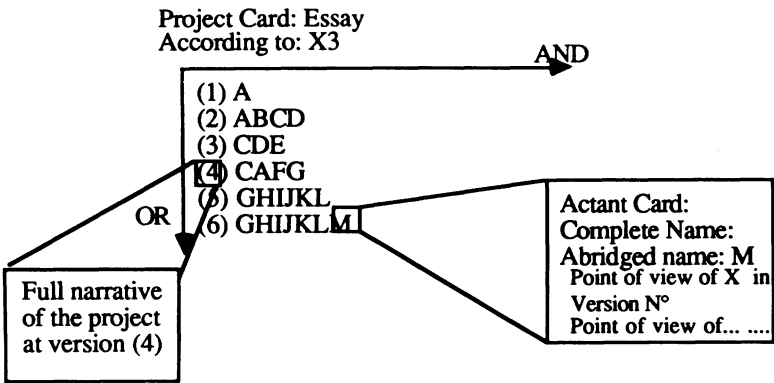 Project Card: Essay
According to: X3
AND
(1) A
(2) ABCD
(3) CDE
(4) CAFG
(5) GHIJKL
(6) GHIJKLM
OR
Full narrative
of the project
at version (4)
Actant Card:
Complete Name:
Abridged name: M
Point of view of X in
Version N°
Point of view of... ....